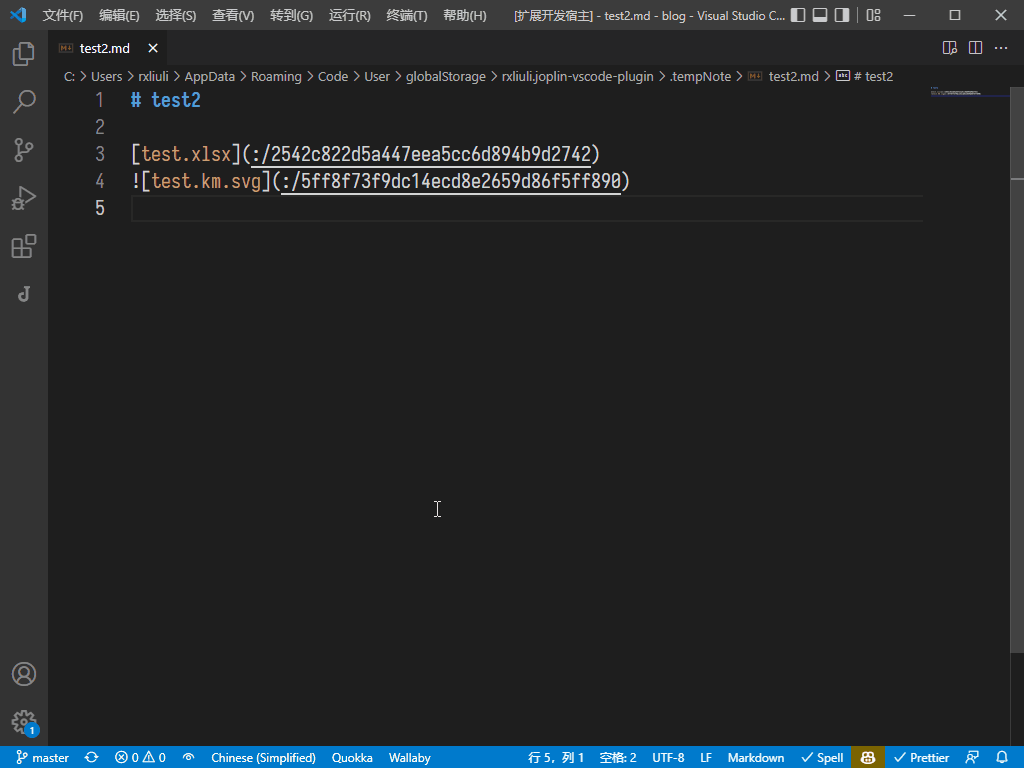 文件(F) 编辑(E) 选择(S) 查看(V) 转到(G) 运行(R) 终端(T) 帮助(H) [扩展开发宿主] - test2.md - blog - Visual Studio C...
test2.md
C: > Users > rxliuli > AppData > Roaming > Code > User > globalStorage > rxliuli.joplin-vscode-plugin > .tempNote > test2.md > # test2
1 # test2
2
3 [test.xlsx](:/2542c822d5a447eea5cc6d894b9d2742)
4 ![test.km.svg](:/5ff8f73f9dc14ecd8e2659d86f5ff890)
5
1
master 0 0 Chinese (Simplified) Quokka Wallaby 行 5，列 1 空格: 2 UTF-8 LF Markdown Spell Prettier